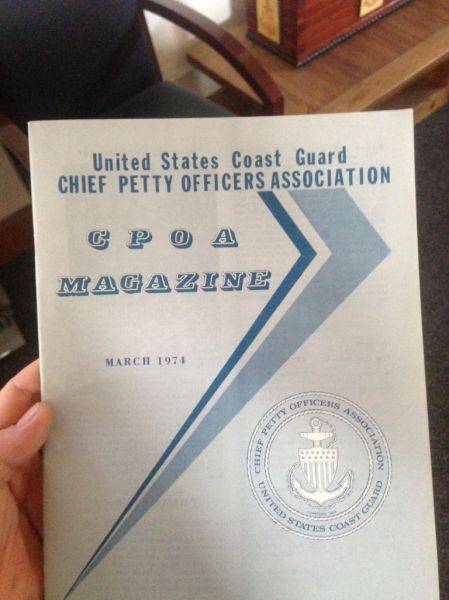 United States Coast Guard
CHIEF PETTY OFFICERS ASSOCIATION
CPOA
MAGAZINE
MARCH 1974
CHIEF PETTY OFFICERS ASSOCIATION
UNITED STATES COAST GUARD